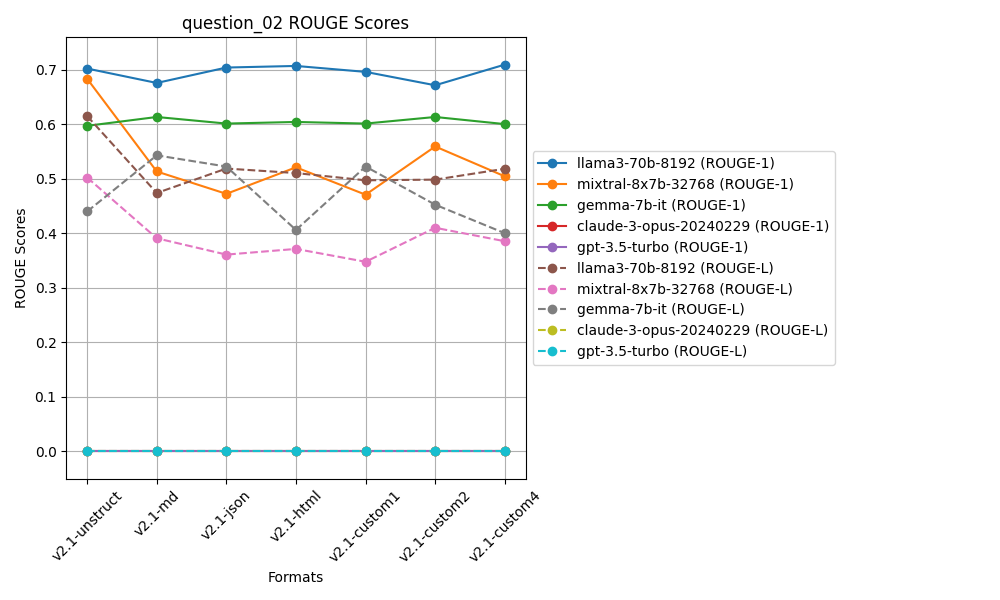 question_02 ROUGE Scores
ROUGE Scores
0.7
0.6
0.5
0.4
0.3
0.2
0.1
0.0
v2.1-unstruct
v2.1-md
v2.1-json
v2.1-html
v2.1-custom1
v2.1-custom2
v2.1-custom4
Formats
llama3-70b-8192 (ROUGE-1)
mixtral-8x7b-32768 (ROUGE-1)
gemma-7b-it (ROUGE-1)
claude-3-opus-20240229 (ROUGE-1)
gpt-3.5-turbo (ROUGE-1)
llama3-70b-8192 (ROUGE-L)
mixtral-8x7b-32768 (ROUGE-L)
gemma-7b-it (ROUGE-L)
claude-3-opus-20240229 (ROUGE-L)
gpt-3.5-turbo (ROUGE-L)